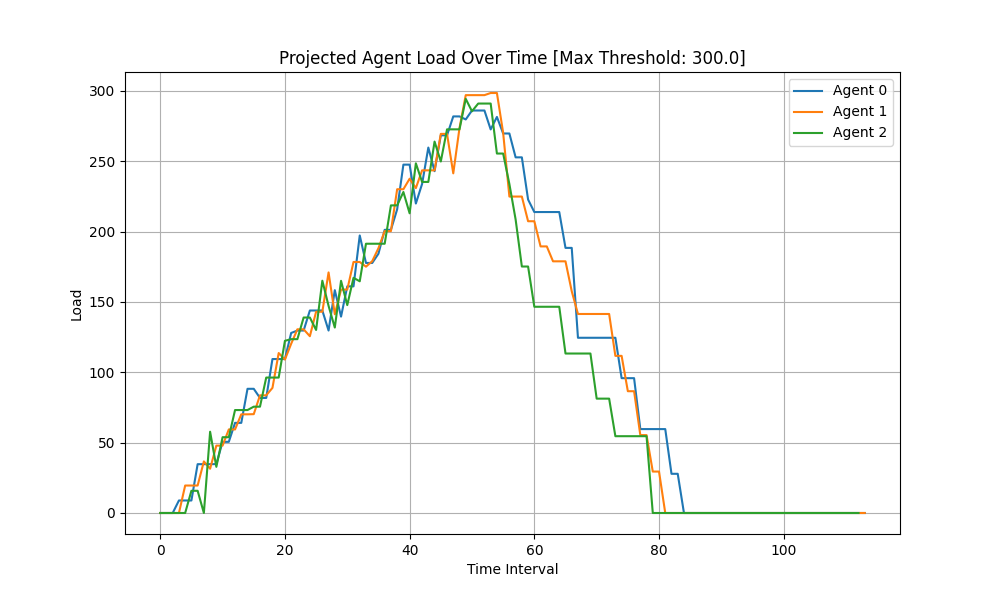 Projected Agent Load Over Time [Max Threshold: 300.0]
Agent 0
Agent 1
Agent 2
Load
300
250
200
150
100
50
0
0 20 40 60 80 100
Time Interval